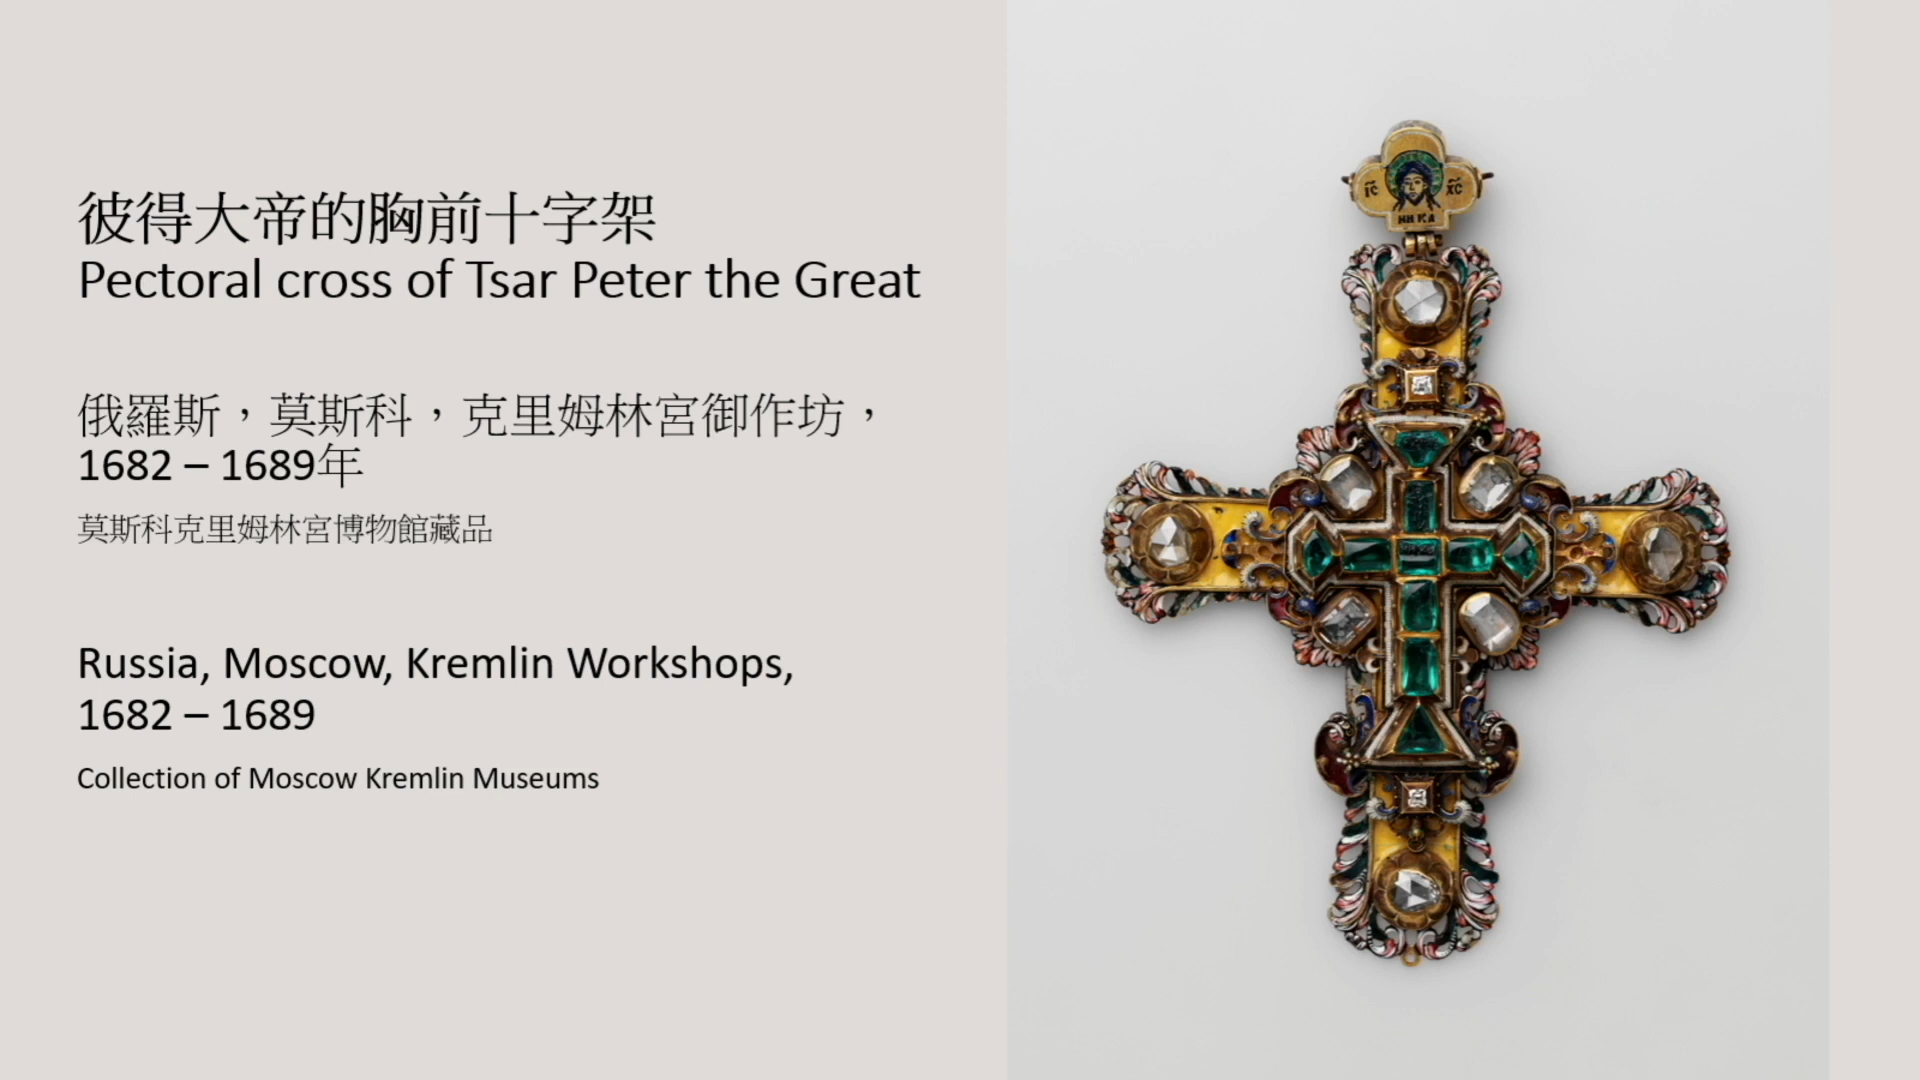 彼得大帝的胸前十字架
Pectoral cross of Tsar Peter the Great
俄羅斯，莫斯科，克里姆林宮御作坊，
1682 – 1689年
莫斯科克里姆林宮博物館藏品
Russia, Moscow, Kremlin Workshops,
1682 – 1689
Collection of Moscow Kremlin Museums
IC XC
НИКА